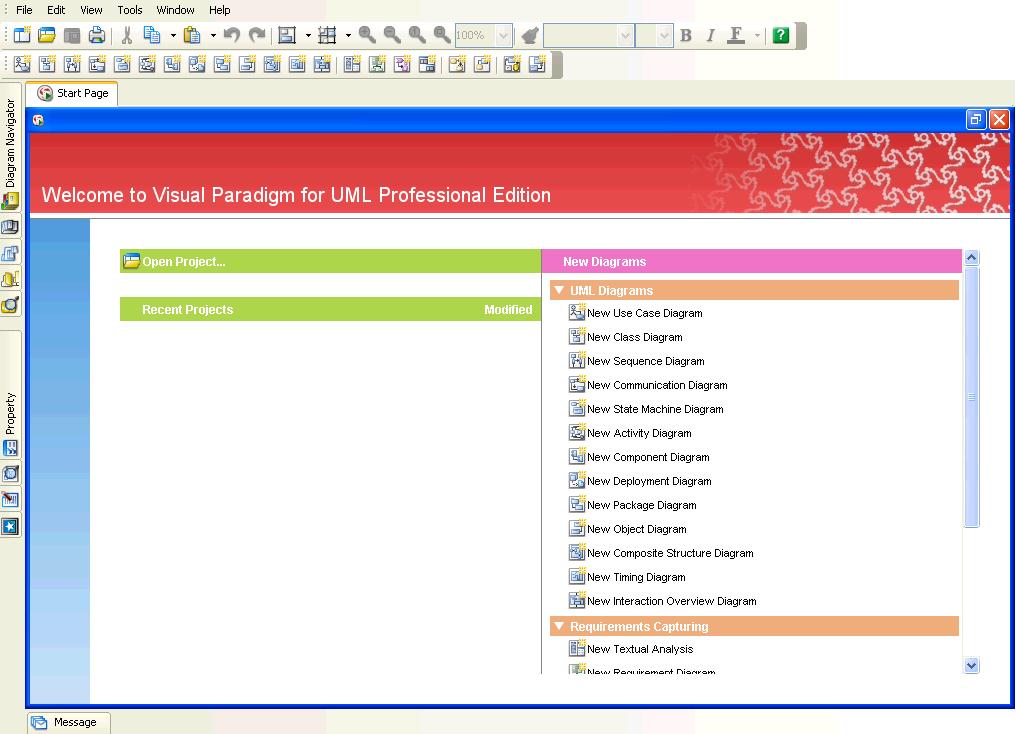 File Edit View Tools Window Help
100%
B I F ?
Start Page
Diagram Navigator
Welcome to Visual Paradigm for UML Professional Edition
Open Project...
Recent Projects Modified
New Diagrams
UML Diagrams
New Use Case Diagram
New Class Diagram
New Sequence Diagram
New Communication Diagram
New State Machine Diagram
New Activity Diagram
New Component Diagram
New Deployment Diagram
New Package Diagram
New Object Diagram
New Composite Structure Diagram
New Timing Diagram
New Interaction Overview Diagram
Requirements Capturing
New Textual Analysis
New Requirement Diagram
Property
Message